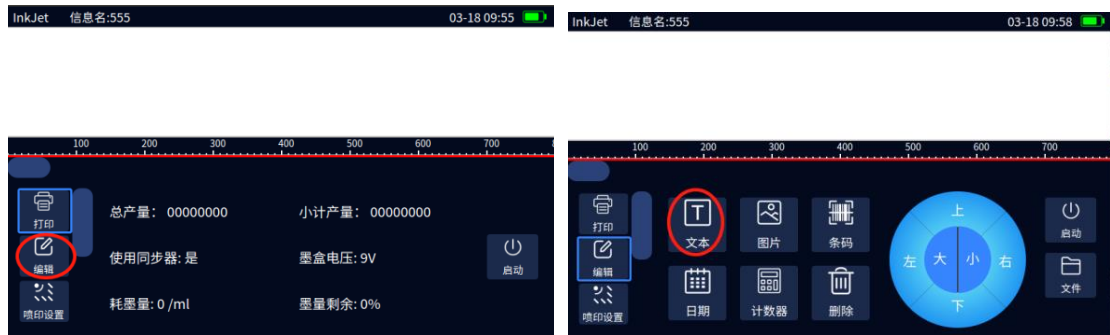 InkJet 信息名:555 03-18 09:55
100 200 300 400 500 600 700
打印
总产量: 00000000 小计产量: 00000000
编辑
使用同步器: 是 墨盒电压: 9V
启动
喷印设置
耗墨量: 0 /ml 墨量剩余: 0%
InkJet 信息名:555 03-18 09:58
100 200 300 400 500 600 700
打印
T
文本 图片 条码
编辑
日期 计数器 删除
喷印设置
上
左 大 小 右
下
启动
文件